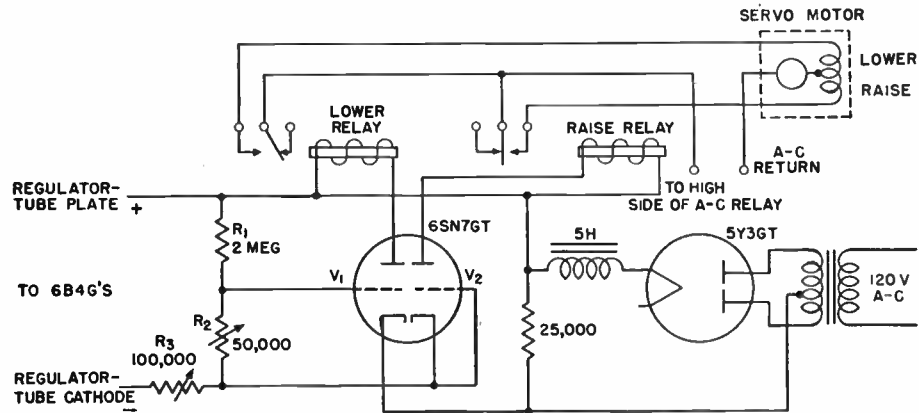 SERVO MOTOR
LOWER
RAISE
LOWER
RELAY
RAISE RELAY
A-C
RETURN
TO HIGH
SIDE OF A-C RELAY
REGULATOR-
TUBE PLATE
+
R1
2 MEG
6SN7GT
5H
5Y3GT
V1
V2
TO 6B4G'S
120 V
A-C
R2
50,000
25,000
R3
100,000
REGULATOR-
TUBE CATHODE
—